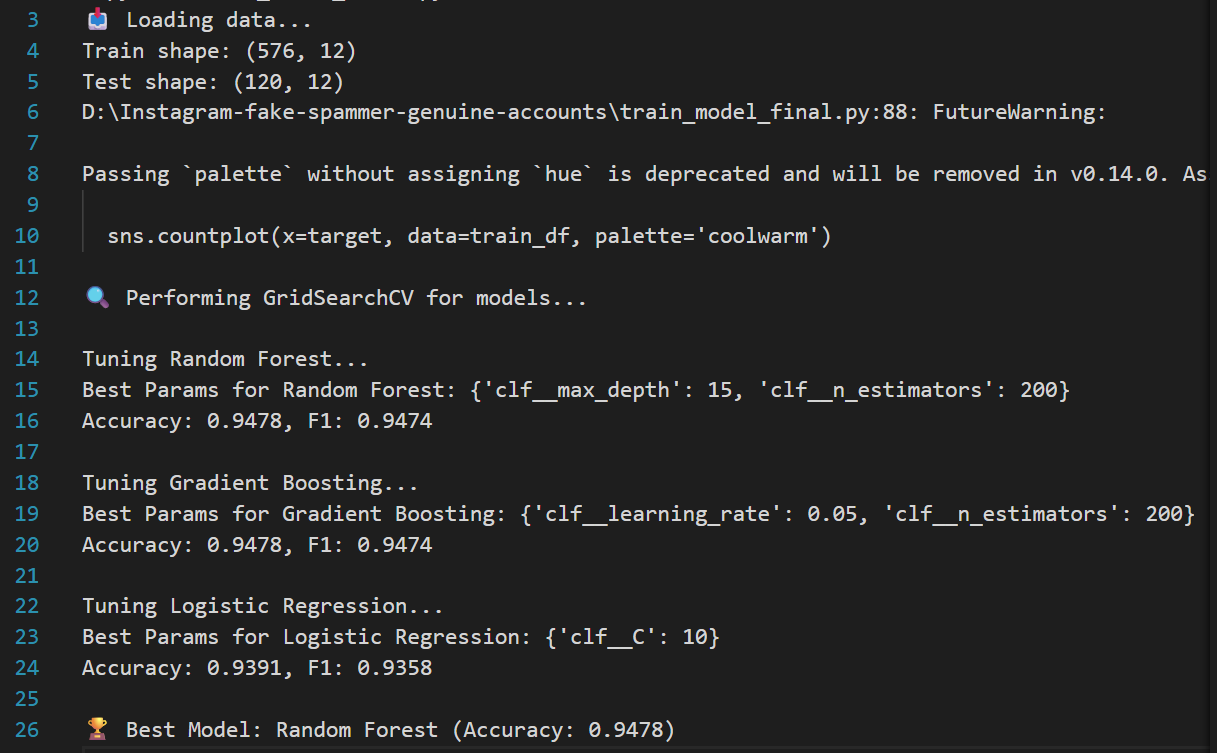 3 📥 Loading data...
4 Train shape: (576, 12)
5 Test shape: (120, 12)
6 D:\Instagram-fake-spammer-genuine-accounts\train_model_final.py:88: FutureWarning:
7
8 Passing `palette` without assigning `hue` is deprecated and will be removed in v0.14.0. As
9
10 sns.countplot(x=target, data=train_df, palette='coolwarm')
11
12 🔍 Performing GridSearchCV for models...
13
14 Tuning Random Forest...
15 Best Params for Random Forest: {'clf__max_depth': 15, 'clf__n_estimators': 200}
16 Accuracy: 0.9478, F1: 0.9474
17
18 Tuning Gradient Boosting...
19 Best Params for Gradient Boosting: {'clf__learning_rate': 0.05, 'clf__n_estimators': 200}
20 Accuracy: 0.9478, F1: 0.9474
21
22 Tuning Logistic Regression...
23 Best Params for Logistic Regression: {'clf__C': 10}
24 Accuracy: 0.9391, F1: 0.9358
25
26 🏆 Best Model: Random Forest (Accuracy: 0.9478)